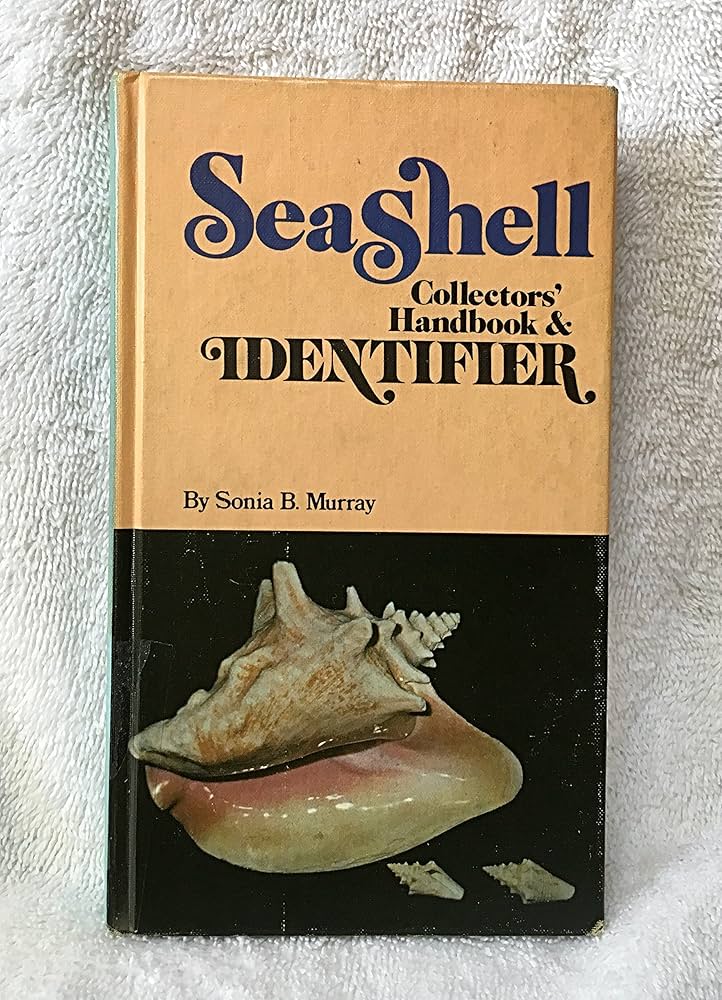 SeaShell
Collectors'
Handbook &
IDENTIFIER
By Sonia B. Murray